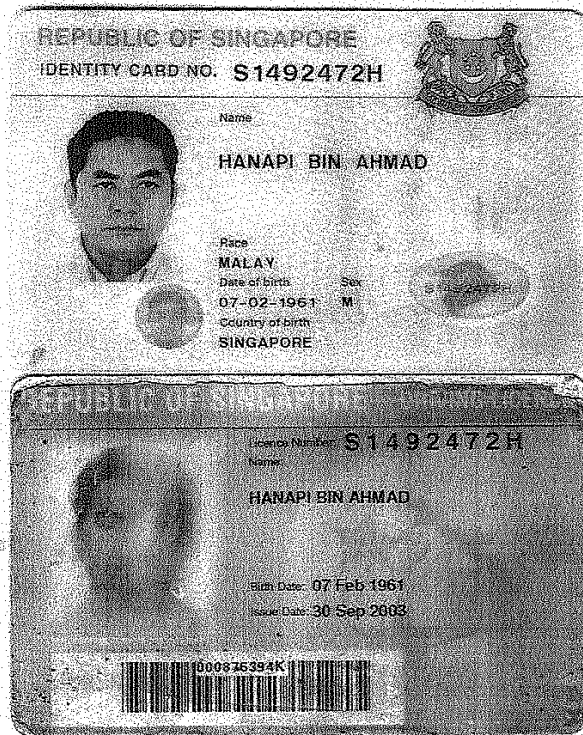 REPUBLIC OF SINGAPORE
IDENTITY CARD NO. S1492472H
Name
HANAPI BIN AHMAD
Race
MALAY
Date of birth Sex
07-02-1961 M
Country of birth
SINGAPORE
S1492472H
REPUBLIC OF SINGAPORE
Licence Number: S1492472H
Name:
HANAPI BIN AHMAD
Birth Date: 07 Feb 1961
Issue Date: 30 Sep 2003
000876394K